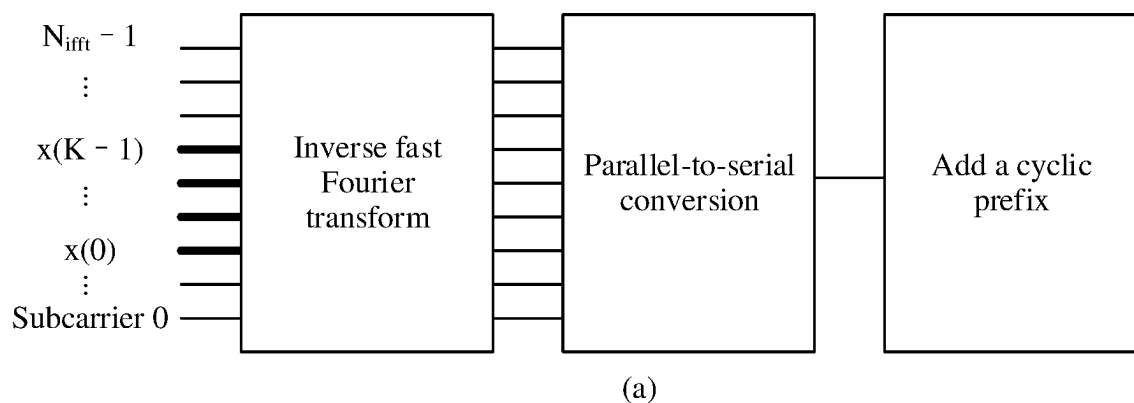 N_ifft − 1
⋮
x(K − 1)
⋮
x(0)
⋮
Subcarrier 0
Inverse fast
Fourier
transform
Parallel-to-serial
conversion
Add a cyclic
prefix
(a)